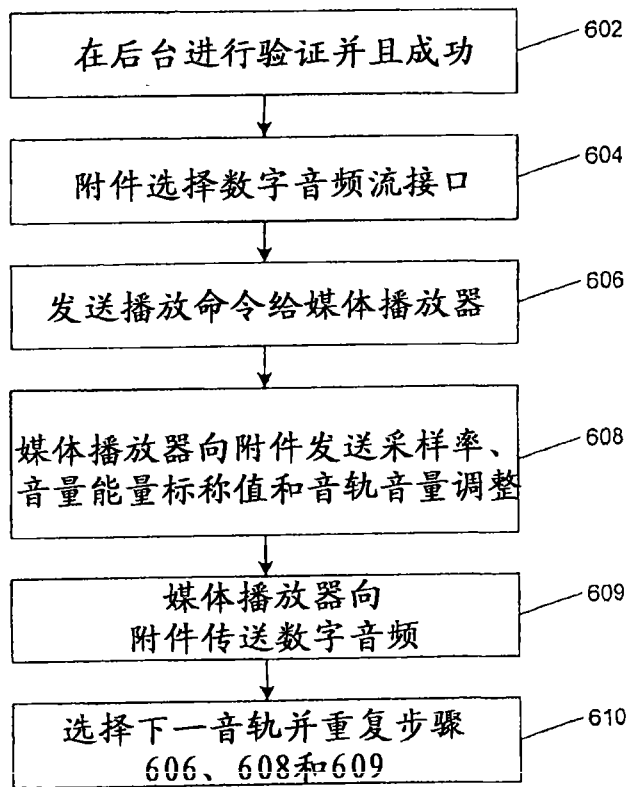 在后台进行验证并且成功
602
附件选择数字音频流接口
604
发送播放命令给媒体播放器
606
媒体播放器向附件发送采样率、
音量能量标称值和音轨音量调整
608
媒体播放器向
附件传送数字音频
609
选择下一音轨并重复步骤
606、608和609
610